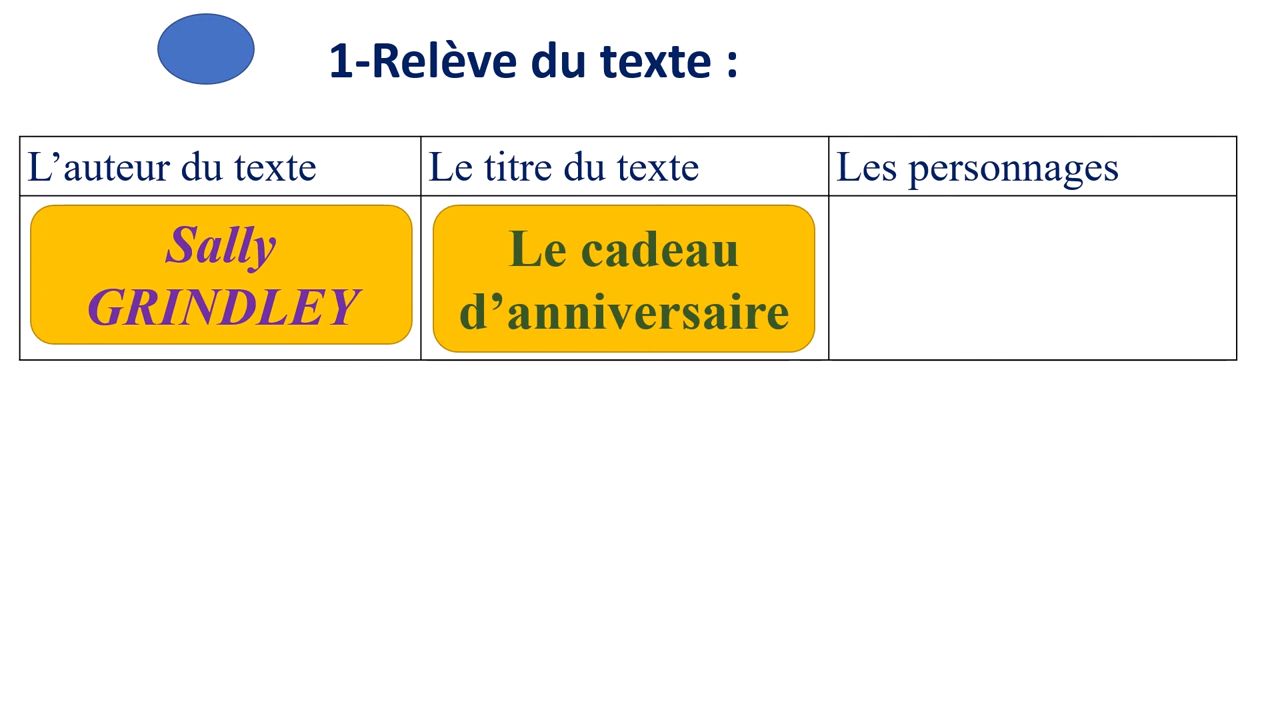 1-Relève du texte :
L’auteur du texte
Le titre du texte
Les personnages
Sally
GRINDLEY
Le cadeau
d’anniversaire